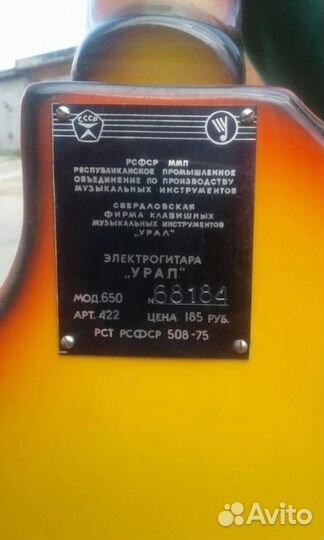 СССР
РСФСР ММП
РЕСПУБЛИКАНСКОЕ ПРОМЫШЛЕННОЕ
ОБЪЕДИНЕНИЕ ПО ПРОИЗВОДСТВУ
МУЗЫКАЛЬНЫХ ИНСТРУМЕНТОВ
СВЕРДЛОВСКАЯ
ФИРМА КЛАВИШНЫХ
МУЗЫКАЛЬНЫХ ИНСТРУМЕНТОВ
"УРАЛ"
ЭЛЕКТРОГИТАРА
"УРАЛ"
МОД.650 N 68184
АРТ. 422 ЦЕНА 185 РУБ.
РСТ РСФСР 508-75
Avito